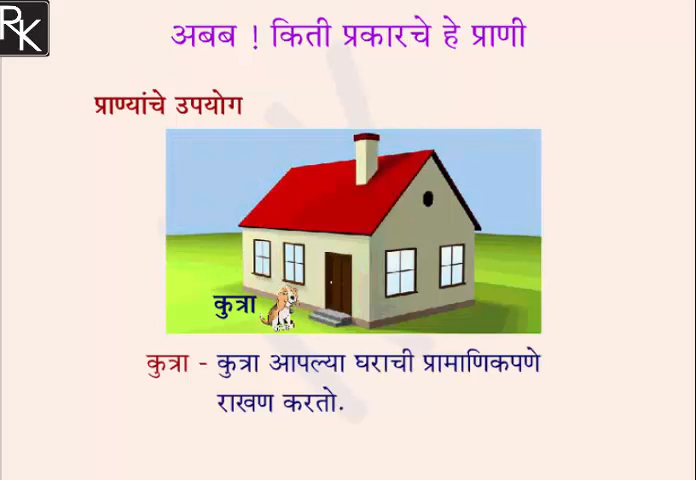 RK
अबब ! किती प्रकारचे हे प्राणी
प्राण्यांचे उपयोग
कुत्रा
कुत्रा - कुत्रा आपल्या घराची प्रामाणिकपणे
राखण करतो.